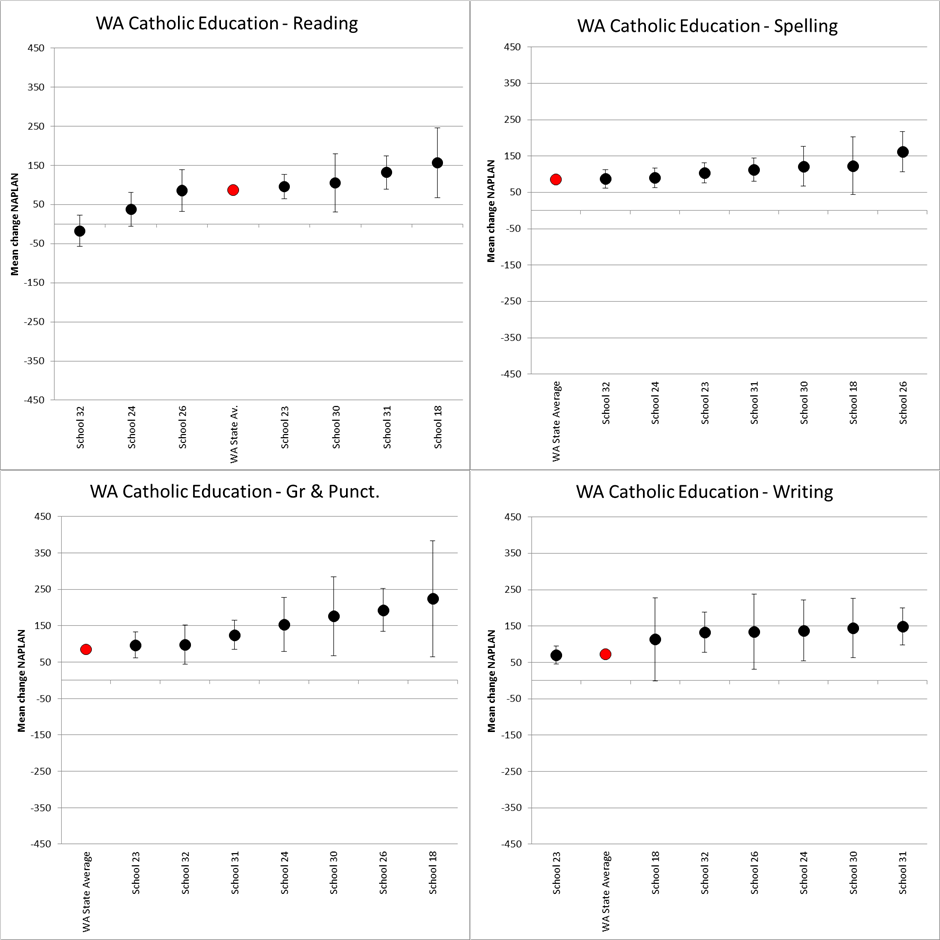 WA Catholic Education - Reading
450
350
250
150
50
-50
-150
-250
-350
-450
Mean change NAPLAN
School 32
School 24
School 26
WA State Av.
School 23
School 30
School 31
School 18
WA Catholic Education - Spelling
450
350
250
150
50
-50
-150
-250
-350
-450
Mean change NAPLAN
WA State Average
School 32
School 24
School 23
School 31
School 30
School 18
School 26
WA Catholic Education - Gr & Punct.
450
350
250
150
50
-50
-150
-250
-350
-450
Mean change NAPLAN
WA State Average
School 23
School 32
School 31
School 24
School 30
School 26
School 18
WA Catholic Education - Writing
450
350
250
150
50
-50
-150
-250
-350
-450
Mean change NAPLAN
School 23
WA State Average
School 18
School 32
School 26
School 24
School 30
School 31